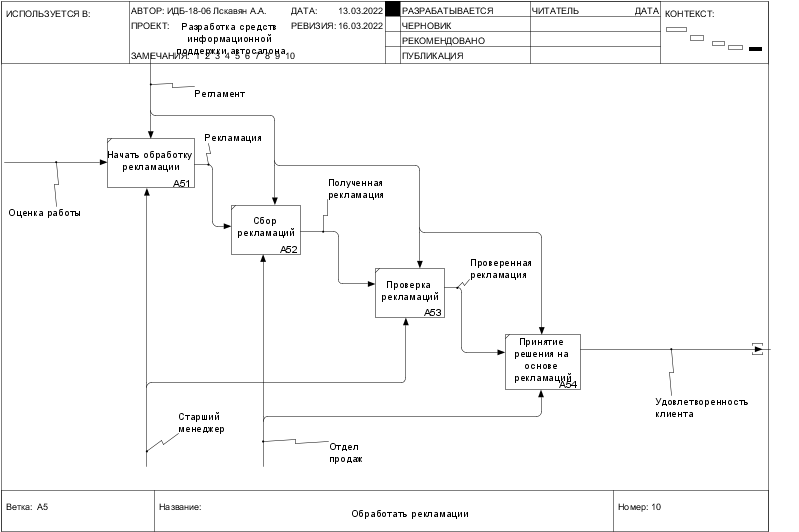 ИСПОЛЬЗУЕТСЯ В:
АВТОР: ИДБ-18-06 Лскавян А.А.
ДАТА: 13.03.2022
ПРОЕКТ: Разработка средств
информационной
поддержки автосалона
РЕВИЗИЯ: 16.03.2022
ЗАМЕЧАНИЯ: 1 2 3 4 5 6 7 8 9 10
РАЗРАБАТЫВАЕТСЯ
ЧЕРНОВИК
РЕКОМЕНДОВАНО
ПУБЛИКАЦИЯ
ЧИТАТЕЛЬ ДАТА
КОНТЕКСТ:
Регламент
Начать обработку
рекламации
A51
Рекламация
Оценка работы
Сбор
рекламаций
A52
Полученная
рекламация
Проверка
рекламаций
A53
Проверенная
рекламация
Принятие
решения на
основе
рекламаций
A54
Удовлетворенность
клиента
Старший
менеджер
Отдел
продаж
Ветка: A5
Название:
Обработать рекламации
Номер: 10